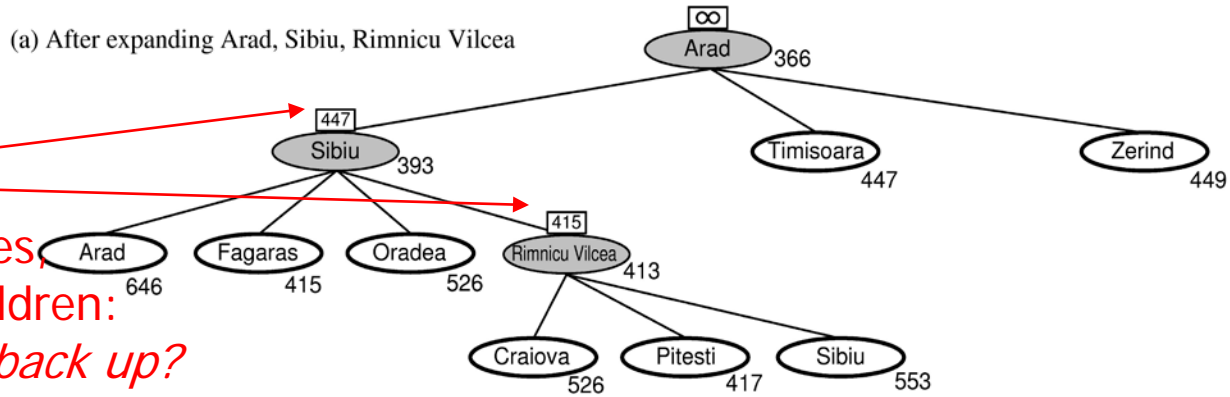 (a) After expanding Arad, Sibiu, Rimnicu Vilcea
∞
Arad
366
447
Sibiu
393
Timisoara
447
Zerind
449
Arad
646
Fagaras
415
Oradea
526
415
Rimnicu Vilcea
413
Craiova
526
Pitesti
417
Sibiu
553
es,
ldren:
back up?